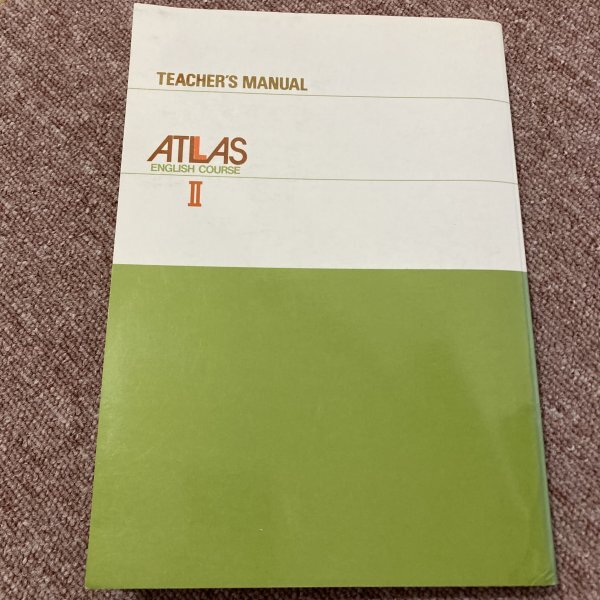 TEACHER'S MANUAL
ATLAS
ENGLISH COURSE
II